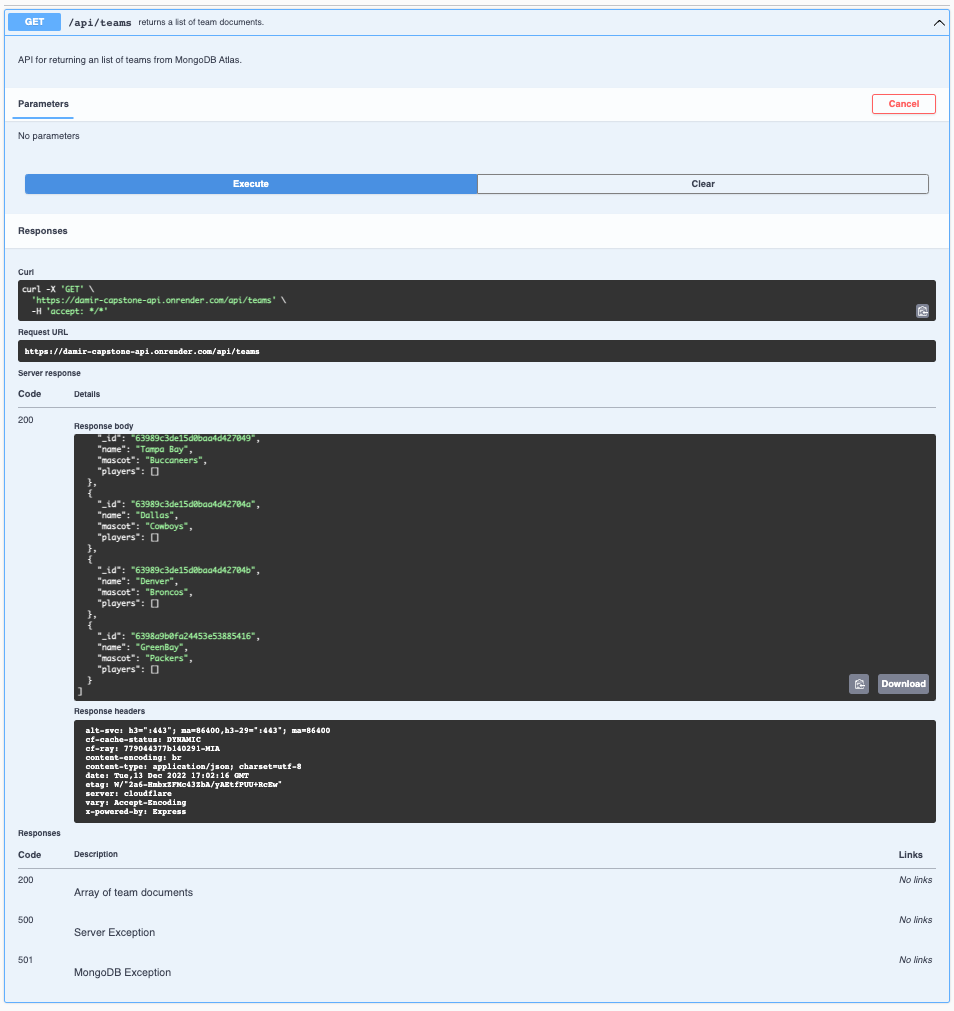 GET /api/teams returns a list of team documents.
API for returning an list of teams from MongoDB Atlas.
Parameters Cancel
No parameters
Execute Clear
Responses
Curl
curl -X 'GET' \
'https://damir-capstone-api.onrender.com/api/teams' \
-H 'accept: */*'
Request URL
https://damir-capstone-api.onrender.com/api/teams
Server response
Code Details
200
Response body
"_id": "63989c3de15d0baa4d427049",
"name": "Tampa Bay",
"mascot": "Buccaneers",
"players": []
},
{
"_id": "63989c3de15d0baa4d42704a",
"name": "Dallas",
"mascot": "Cowboys",
"players": []
},
{
"_id": "63989c3de15d0baa4d42704b",
"name": "Denver",
"mascot": "Broncos",
"players": []
},
{
"_id": "6398a9b0fa24453e53885416",
"name": "GreenBay",
"mascot": "Packers",
"players": []
}
]
Download
Response headers
alt-svc: h3=":443"; ma=86400,h3-29=":443"; ma=86400
cf-cache-status: DYNAMIC
cf-ray: 779044377b140291-MIA
content-encoding: br
content-type: application/json; charset=utf-8
date: Tue,13 Dec 2022 17:02:16 GMT
etag: W/"2a6-HmbxZFMc43ZbA/yAEtfPUU+RcEw"
server: cloudflare
vary: Accept-Encoding
x-powered-by: Express
Responses
Code Description Links
200 No links
Array of team documents
500 No links
Server Exception
501 No links
MongoDB Exception